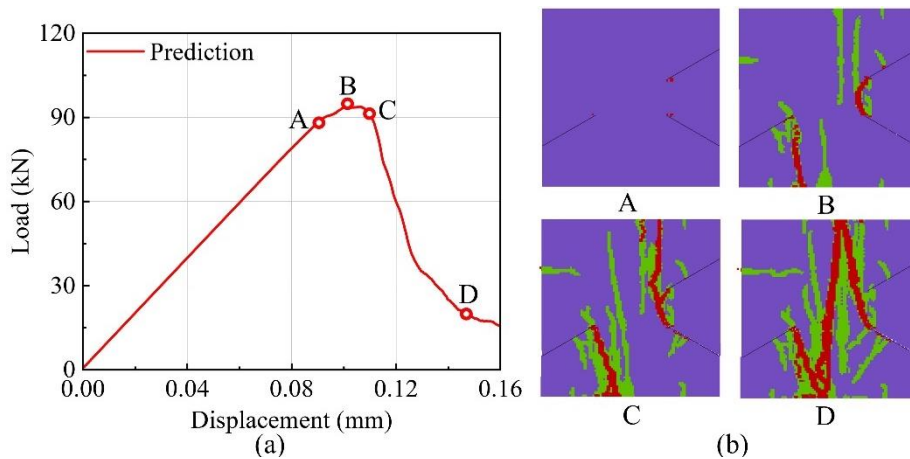 120
Prediction
90
A
B
C
60
Load (kN)
30
D
0
0.00
0.04
0.08
0.12
0.16
Displacement (mm)
(a)
A
B
C
D
(b)